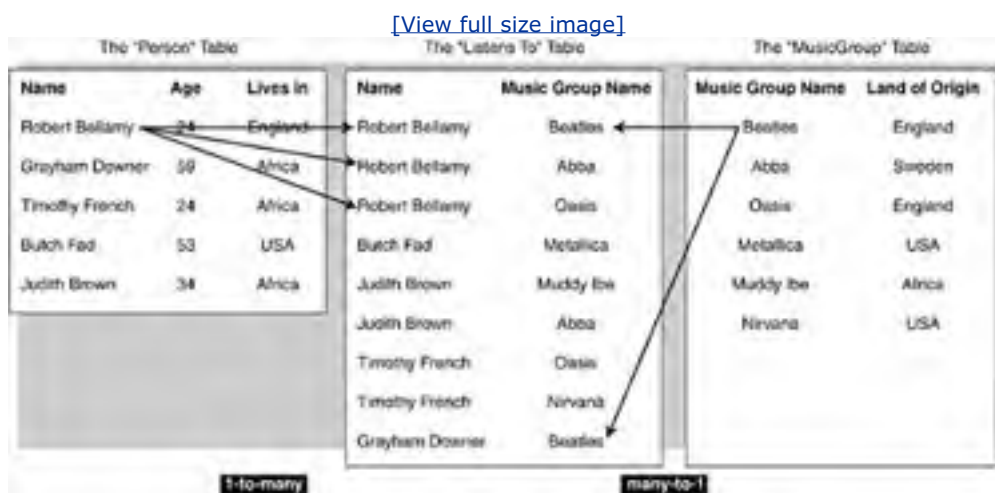 [View full size image]
The "Person" Table The "Listens To" Table The "MusicGroup" Table
Name Age Lives in Name Music Group Name Music Group Name Land of Origin
Robert Bellamy 24 England Robert Bellamy Beatles Beatles England
Grayham Downer 59 Africa Robert Bellamy Abba Abba Sweden
Timothy French 24 Africa Robert Bellamy Oasis Oasis England
Butch Fad 53 USA Butch Fad Metallica Metallica USA
Judith Brown 34 Africa Judith Brown Muddy Ibe Muddy Ibe Africa
Judith Brown Abba Nirvana USA
Timothy French Oasis
Timothy French Nirvana
Grayham Downer Beatles
1-to-many many-to-1